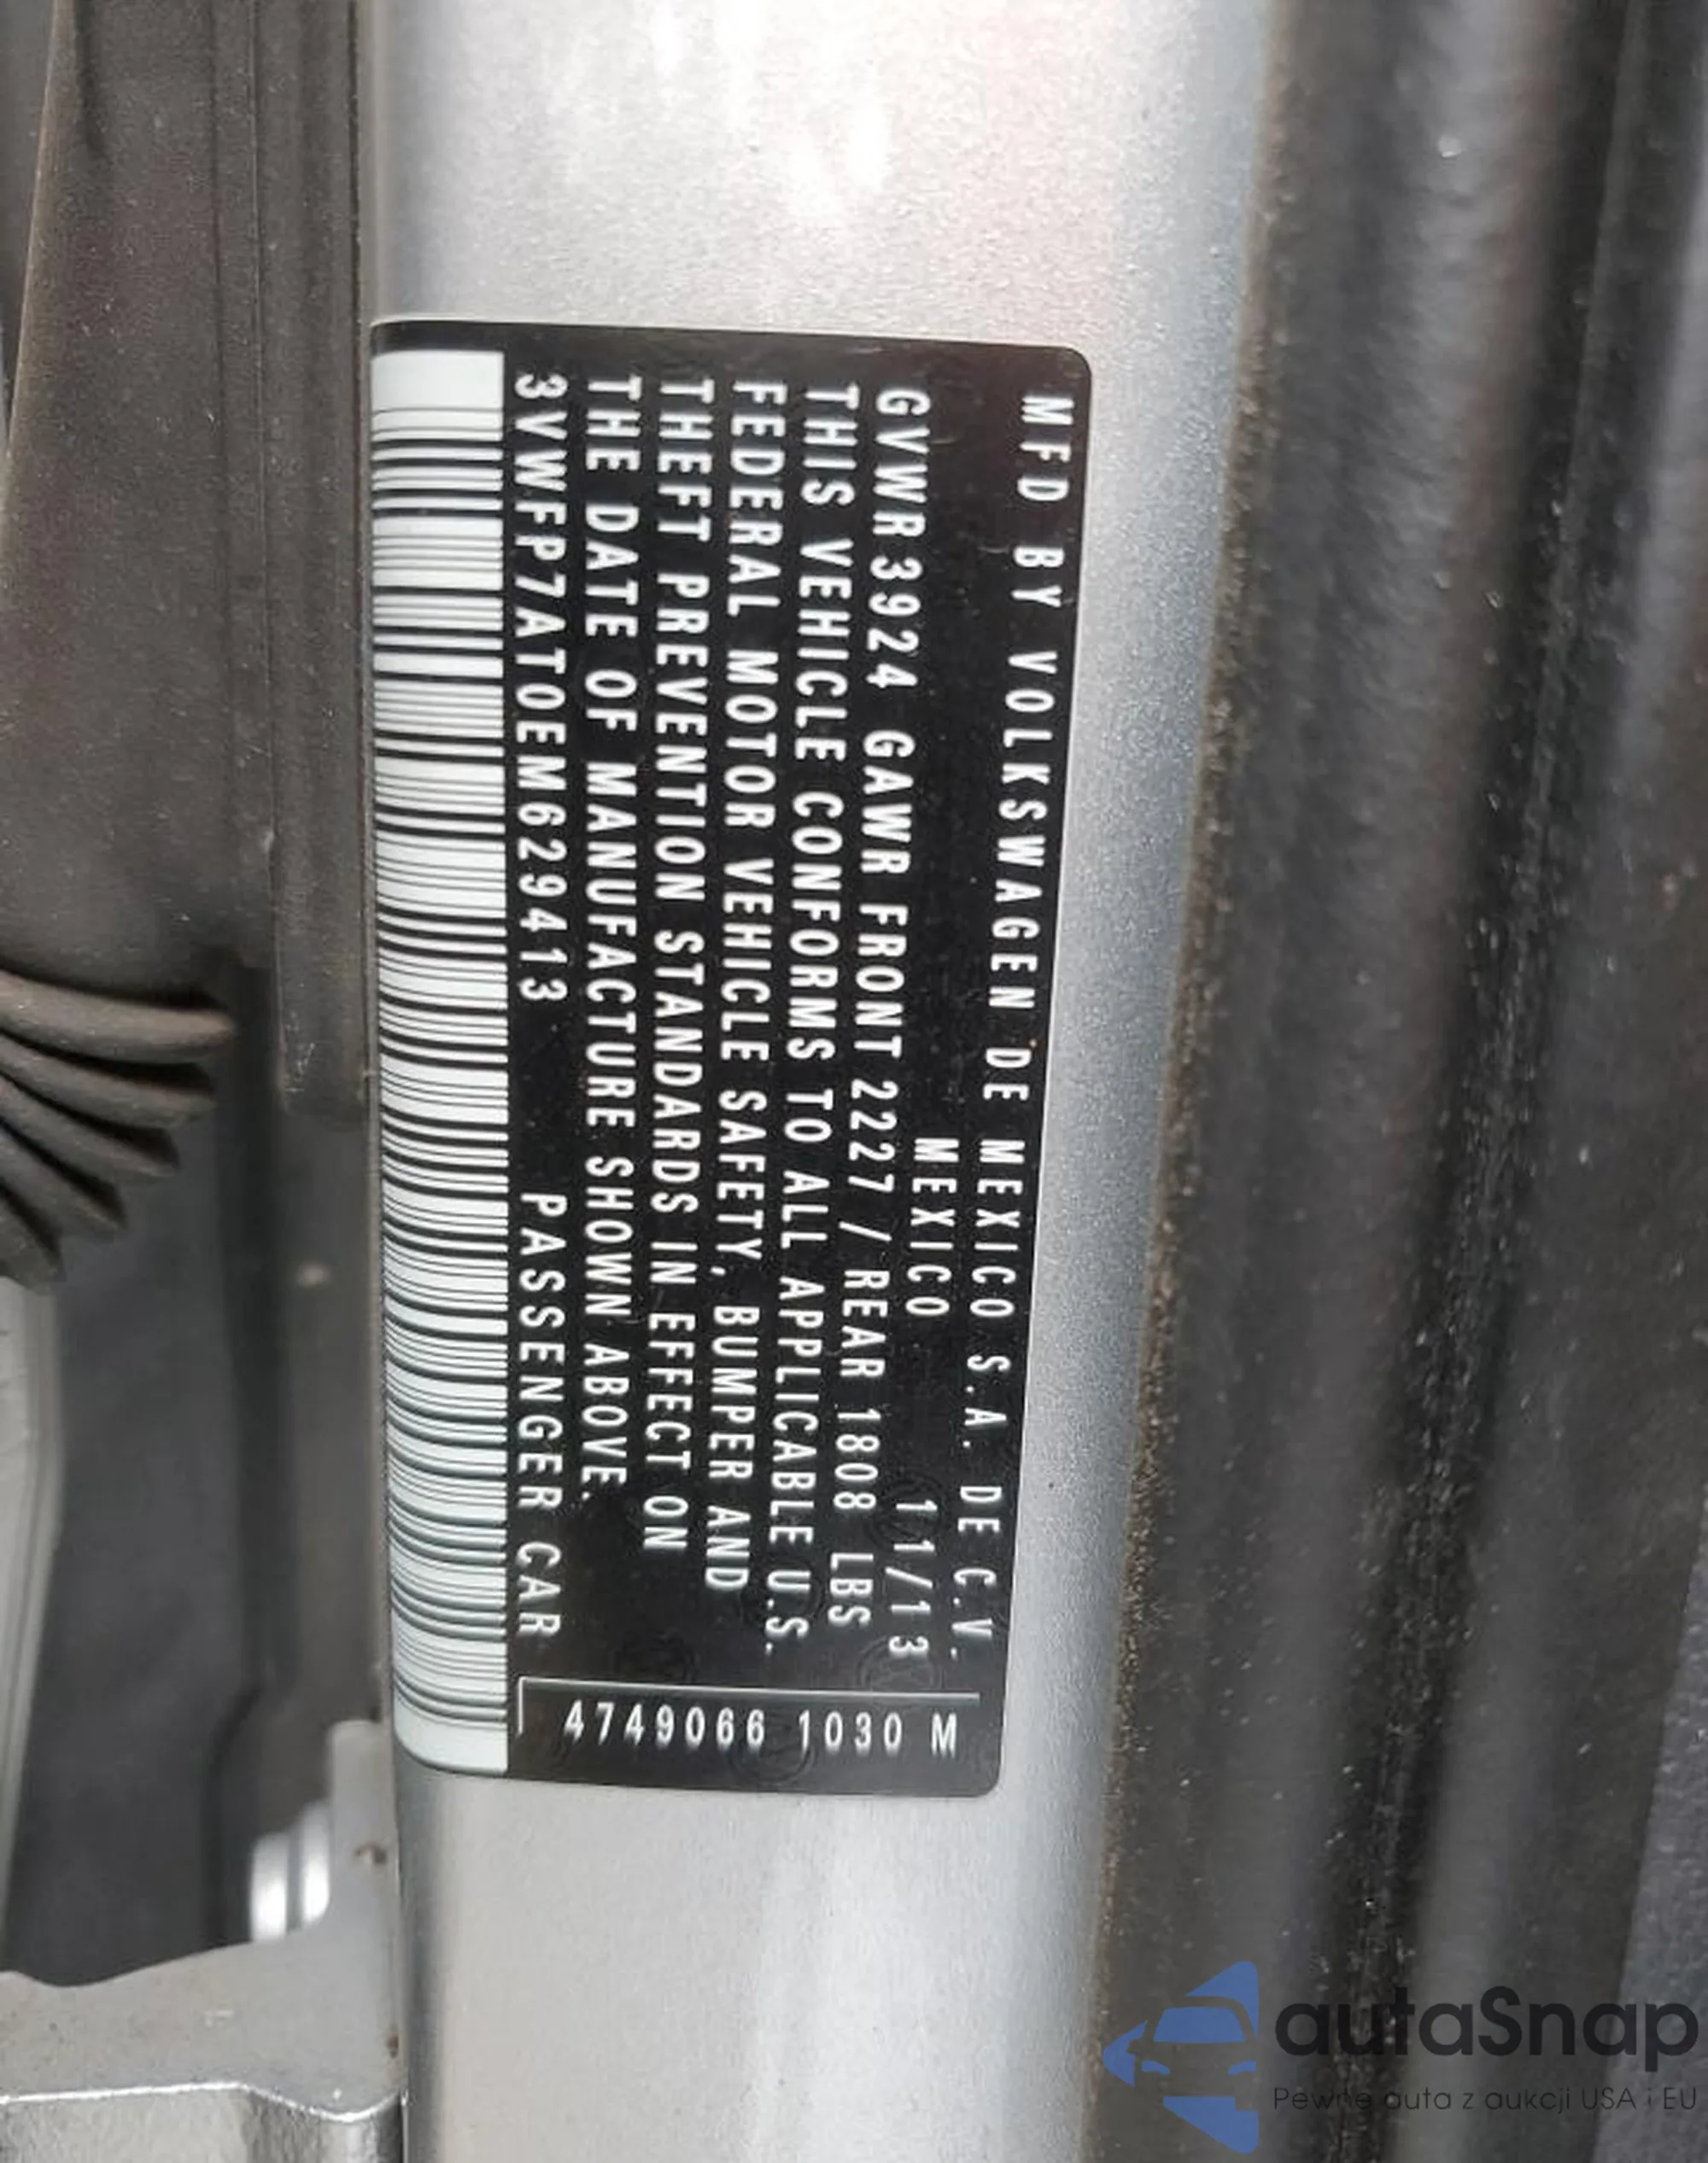 MFD BY VOLKSWAGEN DE MEXICO S.A. DE C.V.
MEXICO 11/13
GVWR 3924 GAWR FRONT 2227 / REAR 1808 LBS
THIS VEHICLE CONFORMS TO ALL APPLICABLE U.S.
FEDERAL MOTOR VEHICLE SAFETY, BUMPER AND
THEFT PREVENTION STANDARDS IN EFFECT ON
THE DATE OF MANUFACTURE SHOWN ABOVE.
3VWFP7AT0EM629413 PASSENGER CAR
4749066 1030 M
autaSnap
Pewne auta z aukcji USA i EU